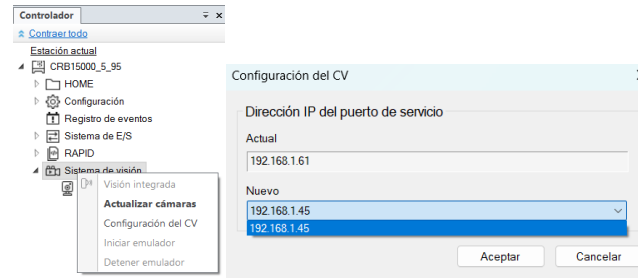 Controlador
Contraer todo
Estación actual
CRB15000_5_95
HOME
Configuración
Registro de eventos
Sistema de E/S
RAPID
Sistema de visión
Visión integrada
Actualizar cámaras
Configuración del CV
Iniciar emulador
Detener emulador
Configuración del CV
Dirección IP del puerto de servicio
Actual
192.168.1.61
Nuevo
192.168.1.45
192.168.1.45
Aceptar
Cancelar